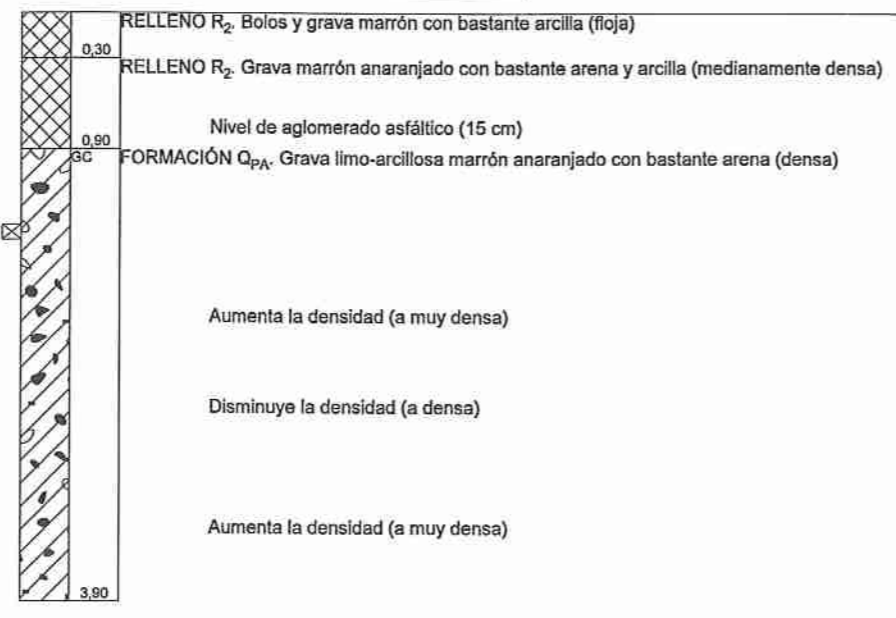 RELLENO R₂. Bolos y grava marrón con bastante arcilla (floja)
0,30
RELLENO R₂. Grava marrón anaranjado con bastante arena y arcilla (medianamente densa)
Nivel de aglomerado asfáltico (15 cm)
0,90
GC FORMACIÓN Q_PA. Grava limo-arcillosa marrón anaranjado con bastante arena (densa)
Aumenta la densidad (a muy densa)
Disminuye la densidad (a densa)
Aumenta la densidad (a muy densa)
3,90